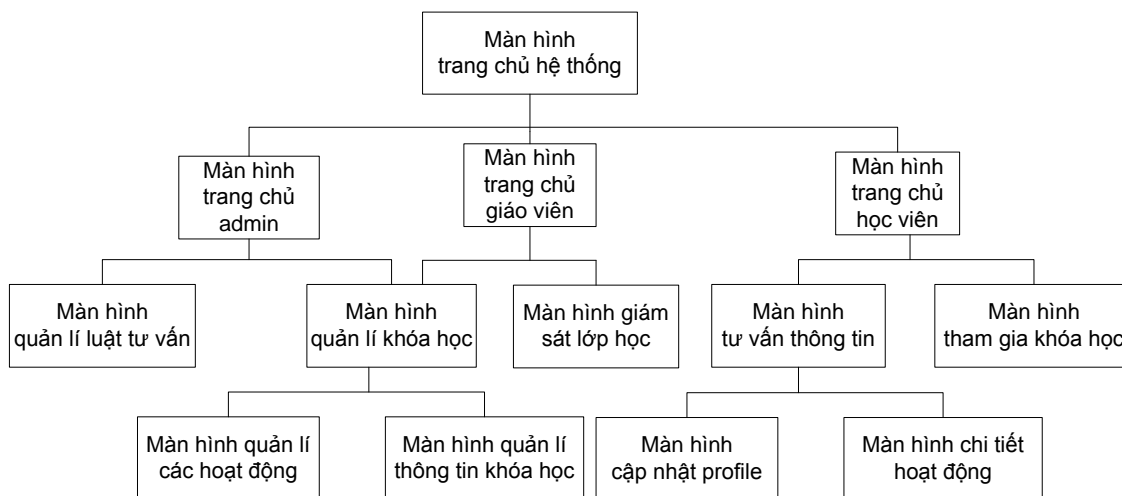 Màn hình
trang chủ hệ thống
Màn hình
trang chủ
admin
Màn hình
trang chủ
giáo viên
Màn hình
trang chủ
học viên
Màn hình
quản lí luật tư vấn
Màn hình
quản lí khóa học
Màn hình giám
sát lớp học
Màn hình
tư vấn thông tin
Màn hình
tham gia khóa học
Màn hình quản lí
các hoạt động
Màn hình quản lí
thông tin khóa học
Màn hình
cập nhật profile
Màn hình chi tiết
hoạt động